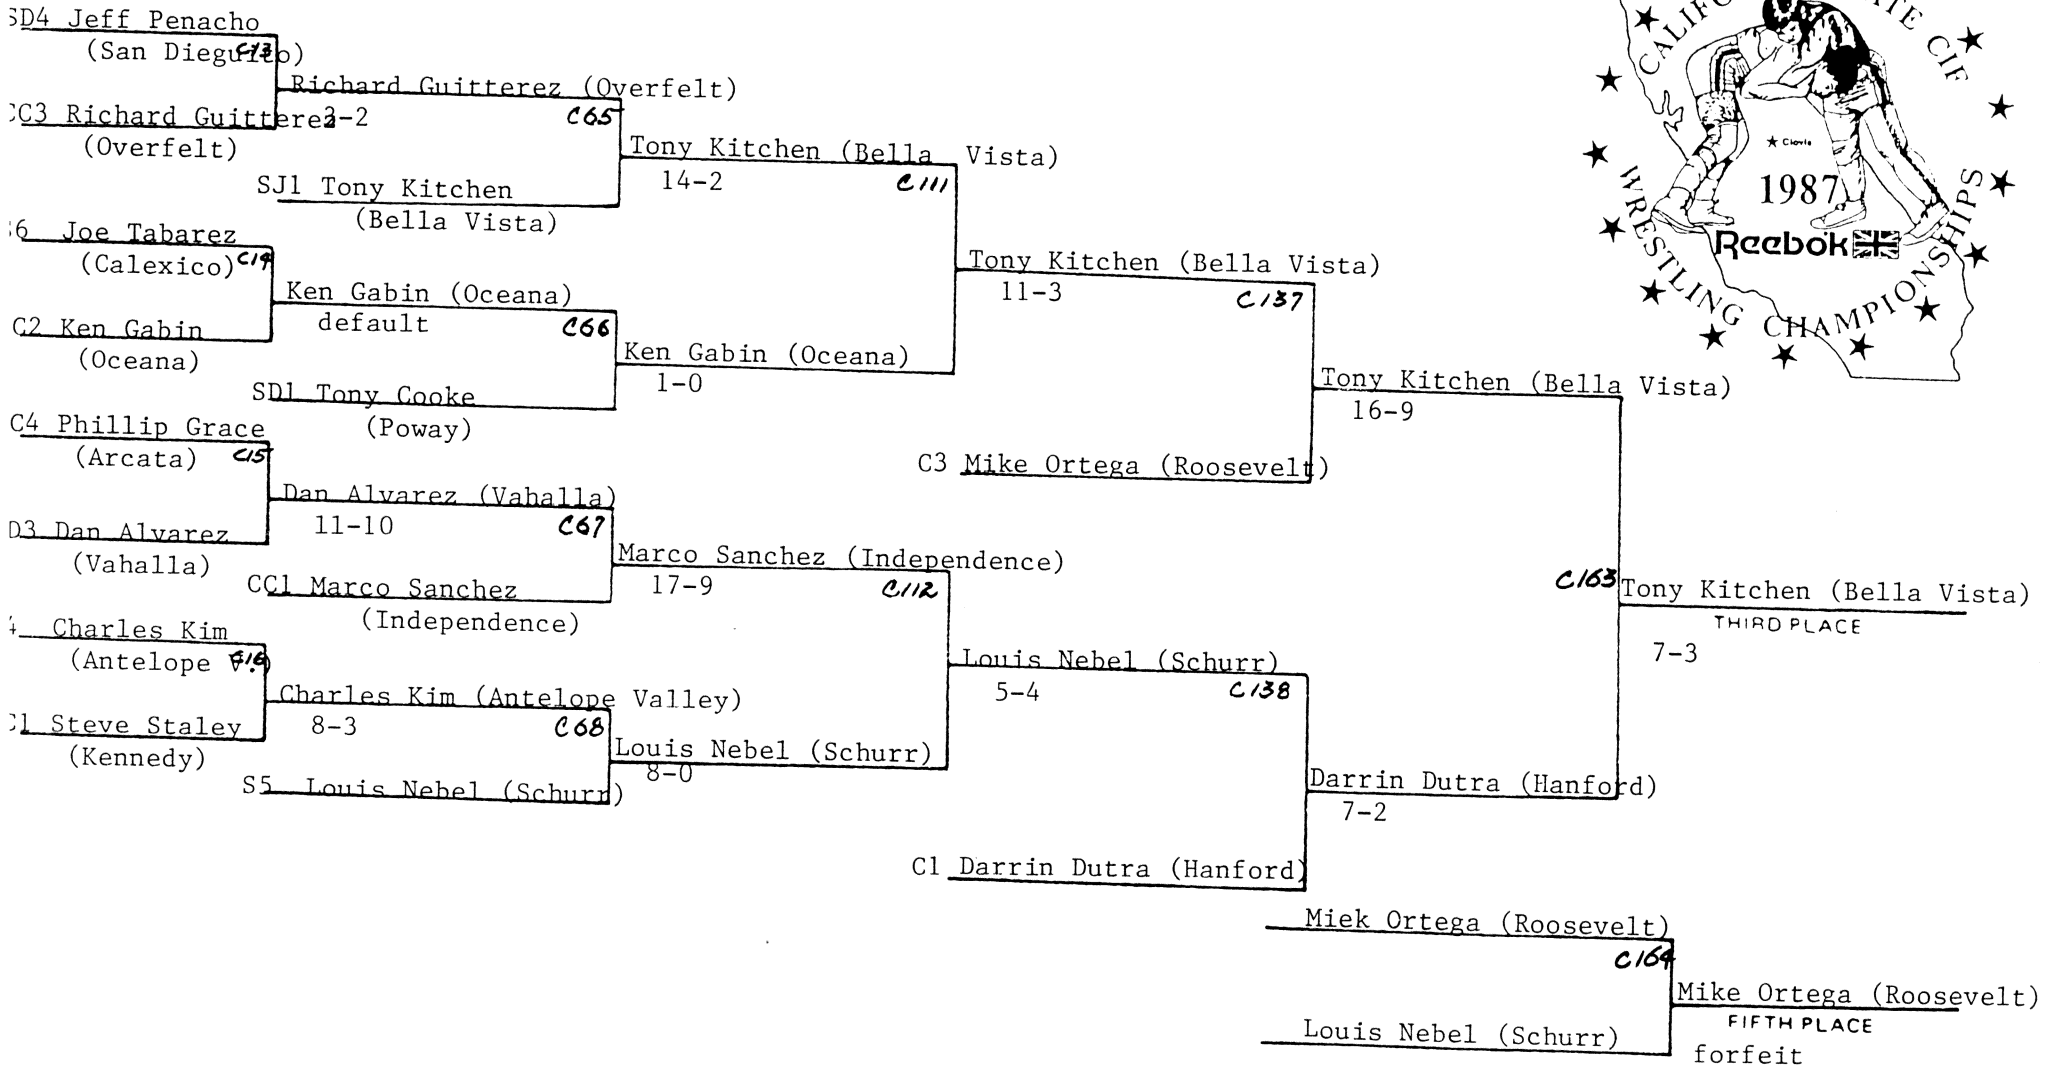 SD4 Jeff Penacho
(San Dieguito)
C13
Richard Guitterez (Overfelt)
CC3 Richard Guitterez
3-2
C65
(Overfelt)
Tony Kitchen (Bella Vista)
14-2
C111
SJ1 Tony Kitchen
(Bella Vista)
6 Joe Tabarez
(Calexico)
C14
Tony Kitchen (Bella Vista)
11-3
C137
Ken Gabin (Oceana)
default
C66
C2 Ken Gabin
(Oceana)
Ken Gabin (Oceana)
1-0
SD1 Tony Cooke
(Poway)
Tony Kitchen (Bella Vista)
16-9
C4 Phillip Grace
(Arcata)
C15
C3 Mike Ortega (Roosevelt)
Dan Alvarez (Vahalla)
11-10
C67
D3 Dan Alvarez
(Vahalla)
Marco Sanchez (Independence)
17-9
C112
CC1 Marco Sanchez
(Independence)
C163
Tony Kitchen (Bella Vista)
THIRD PLACE
7-3
4 Charles Kim
(Antelope V.)
C16
Louis Nebel (Schurr)
5-4
C138
Charles Kim (Antelope Valley)
8-3
C68
C1 Steve Staley
(Kennedy)
Louis Nebel (Schurr)
8-0
S5 Louis Nebel (Schurr)
Darrin Dutra (Hanford)
7-2
C1 Darrin Dutra (Hanford)
Miek Ortega (Roosevelt)
C164
Mike Ortega (Roosevelt)
FIFTH PLACE
forfeit
Louis Nebel (Schurr)
CIF
Clovis
1987
Reebok
WRESTLING CHAMPIONSHIPS